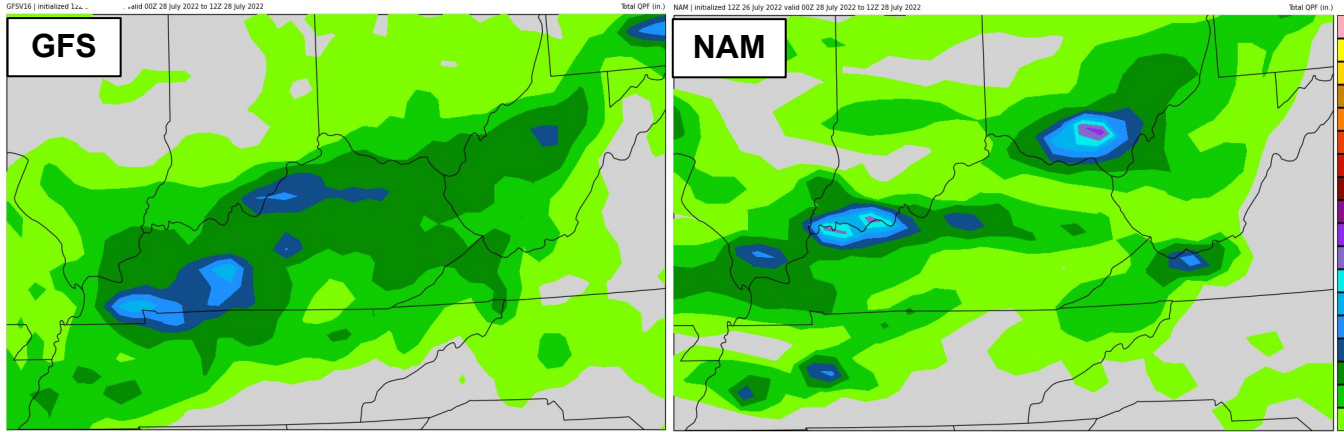 GFSV16 | initialized 12Z valid 00Z 28 July 2022 to 12Z 28 July 2022
Total QPF (in.)
NAM | initialized 12Z 26 July 2022 valid 00Z 28 July 2022 to 12Z 28 July 2022
Total QPF (in.)
GFS
NAM